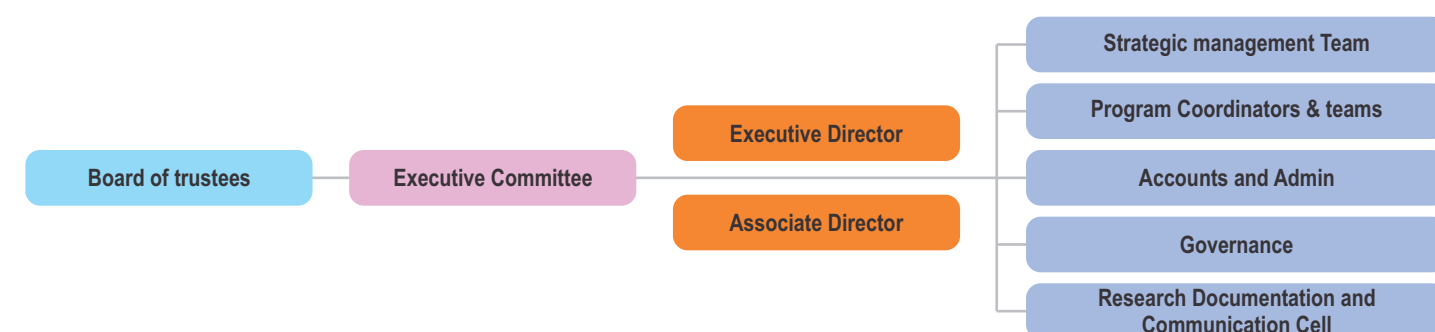 Board of trustees
Executive Committee
Executive Director
Associate Director
Strategic management Team
Program Coordinators & teams
Accounts and Admin
Governance
Research Documentation and
Communication Cell